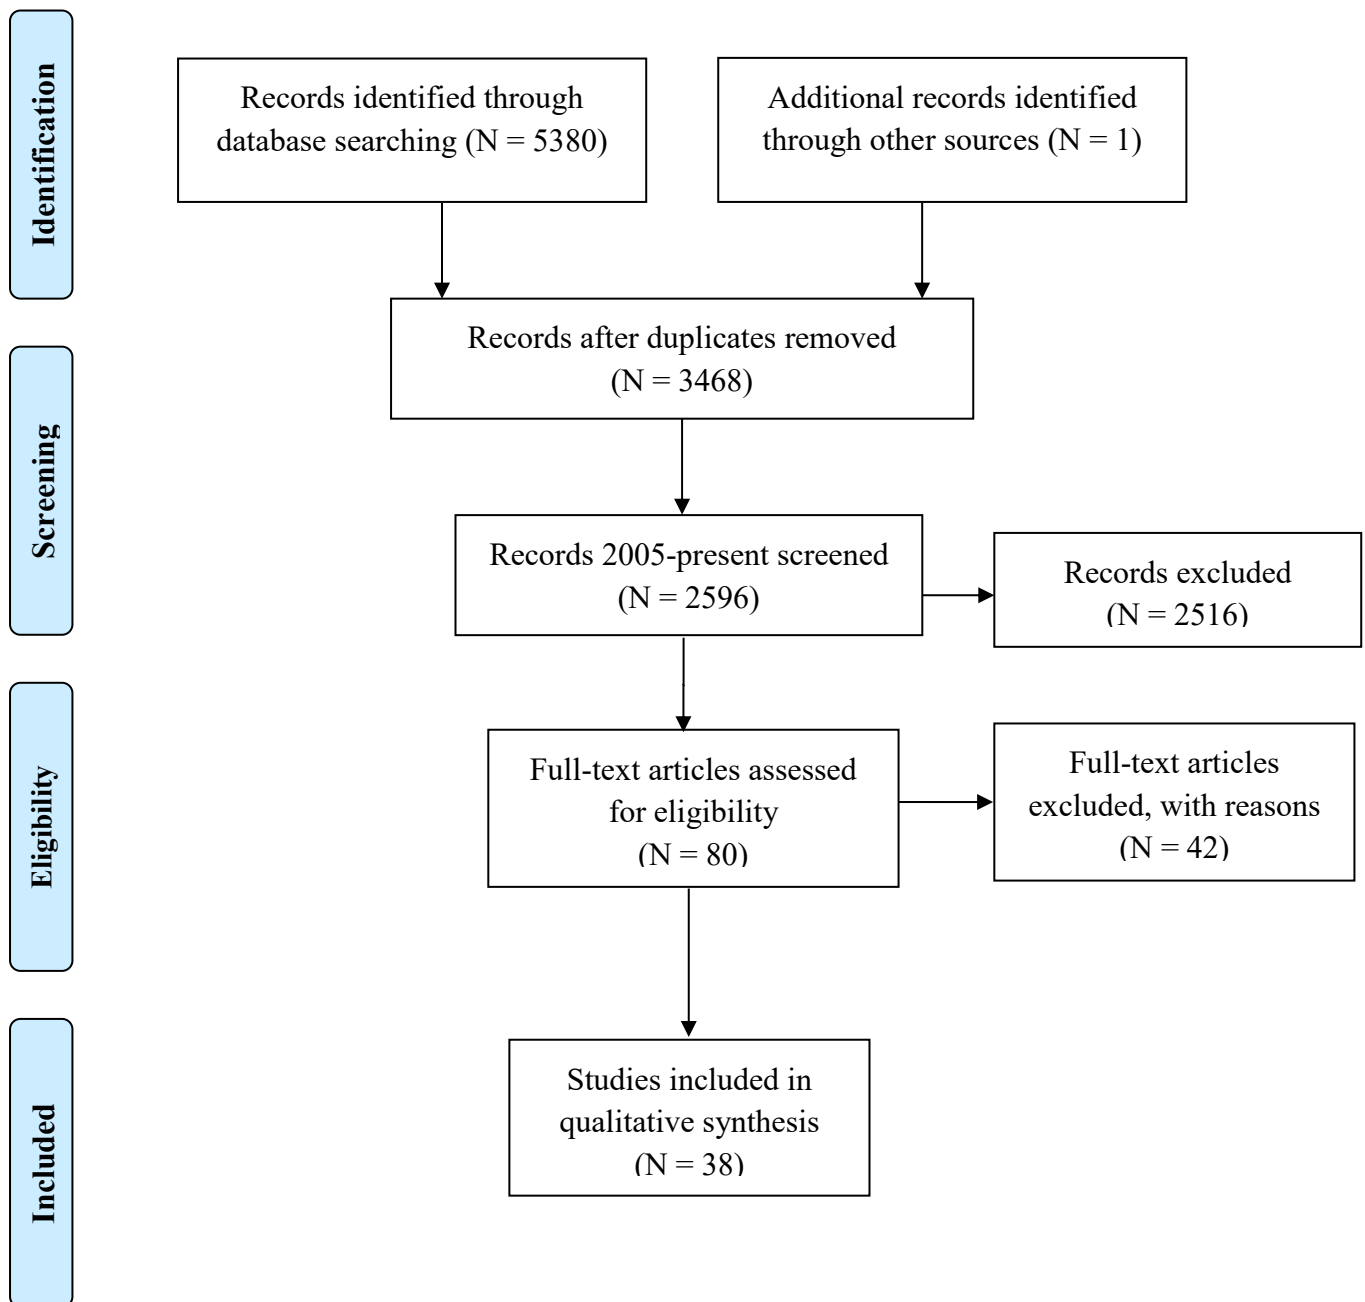 Identification
Records identified through
database searching (N = 5380)
Additional records identified
through other sources (N = 1)
Records after duplicates removed
(N = 3468)
Screening
Records 2005-present screened
(N = 2596)
Records excluded
(N = 2516)
Eligibility
Full-text articles assessed
for eligibility
(N = 80)
Full-text articles
excluded, with reasons
(N = 42)
Included
Studies included in
qualitative synthesis
(N = 38)